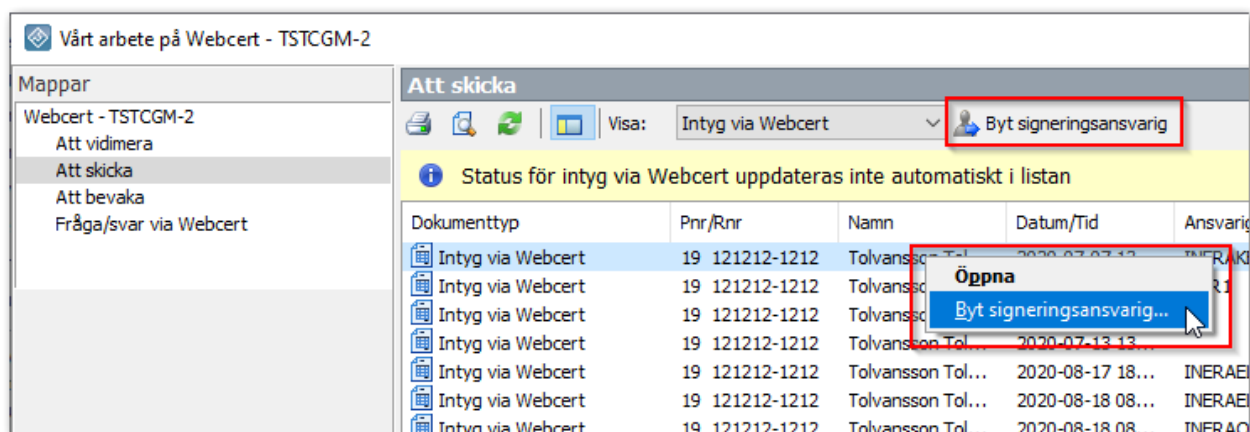 Vårt arbete på Webcert - TSTCGM-2
Mappar
Webcert - TSTCGM-2
Att vidimera
Att skicka
Att bevaka
Fråga/svar via Webcert
Att skicka
Visa: Intyg via Webcert Byt signeringsansvarig
Status för intyg via Webcert uppdateras inte automatiskt i listan
Dokumenttyp Pnr/Rnr Namn Datum/Tid
Intyg via Webcert 19 121212-1212
Intyg via Webcert 19 121212-1212
Intyg via Webcert 19 121212-1212
Intyg via Webcert 19 121212-1212 Tolvansson Tol... 2020-07-13 13...
Intyg via Webcert 19 121212-1212 Tolvansson Tol... 2020-08-17 18...
Intyg via Webcert 19 121212-1212 Tolvansson Tol... 2020-08-18 08...
Intyg via Webcert 19 121212-1212 Tolvansson Tol... 2020-08-18 08...
Öppna
Byt signeringsansvarig...